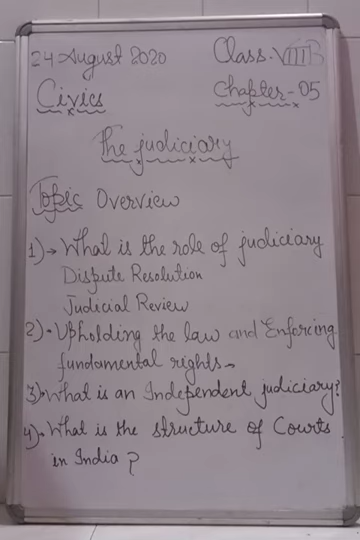 24 August 2020 Class-VIII B
Civics Chapter-05
The judiciary
Topic Overview
1)→ What is the role of judiciary
Dispute Resolution
Judicial Review
2)• Upholding the law and Enforcing
fundamental rights→
3)• What is an Independent judiciary?
4)• What is the structure of Courts
in India?